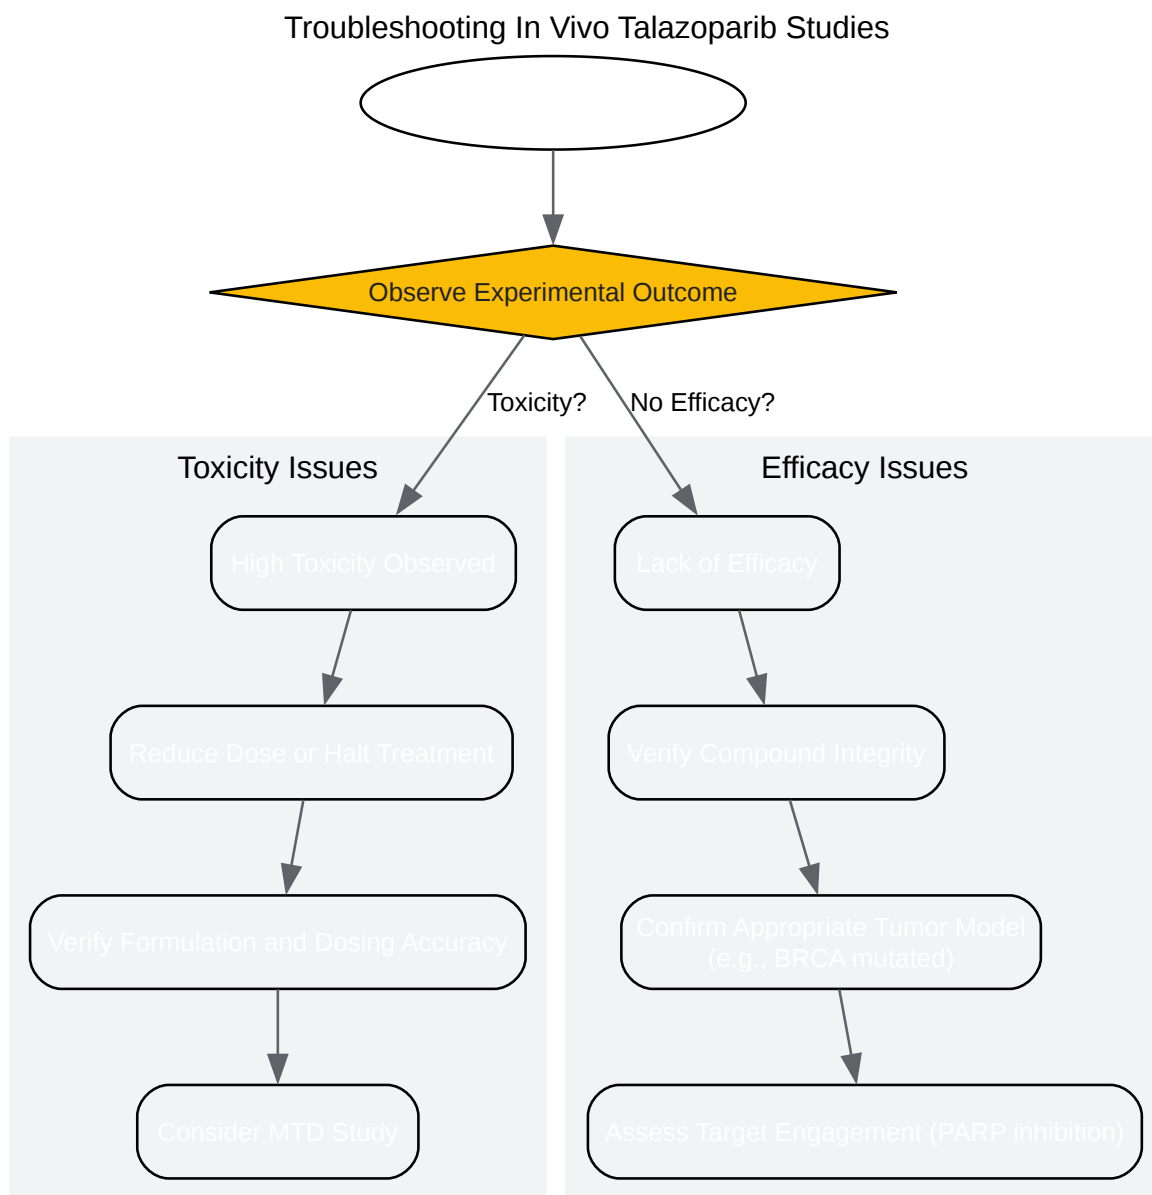 Troubleshooting In Vivo Talazoparib Studies
Observe Experimental Outcome
Toxicity?
No Efficacy?
Toxicity Issues
High Toxicity Observed
Reduce Dose or Halt Treatment
Verify Formulation and Dosing Accuracy
Consider MTD Study
Efficacy Issues
Lack of Efficacy
Verify Compound Integrity
Confirm Appropriate Tumor Model
(e.g., BRCA mutated)
Assess Target Engagement (PARP inhibition)